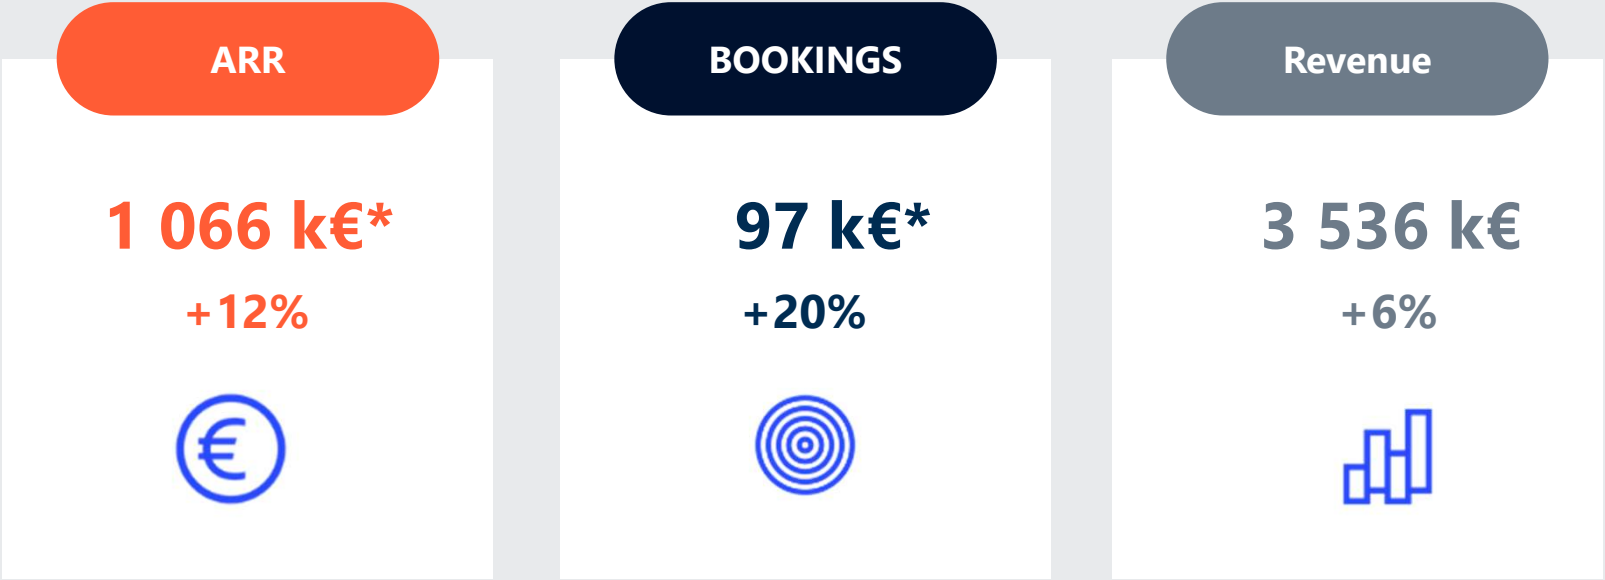 ARR
1 066 k€*
+12%
BOOKINGS
97 k€*
+20%
Revenue
3 536 k€
+6%
€